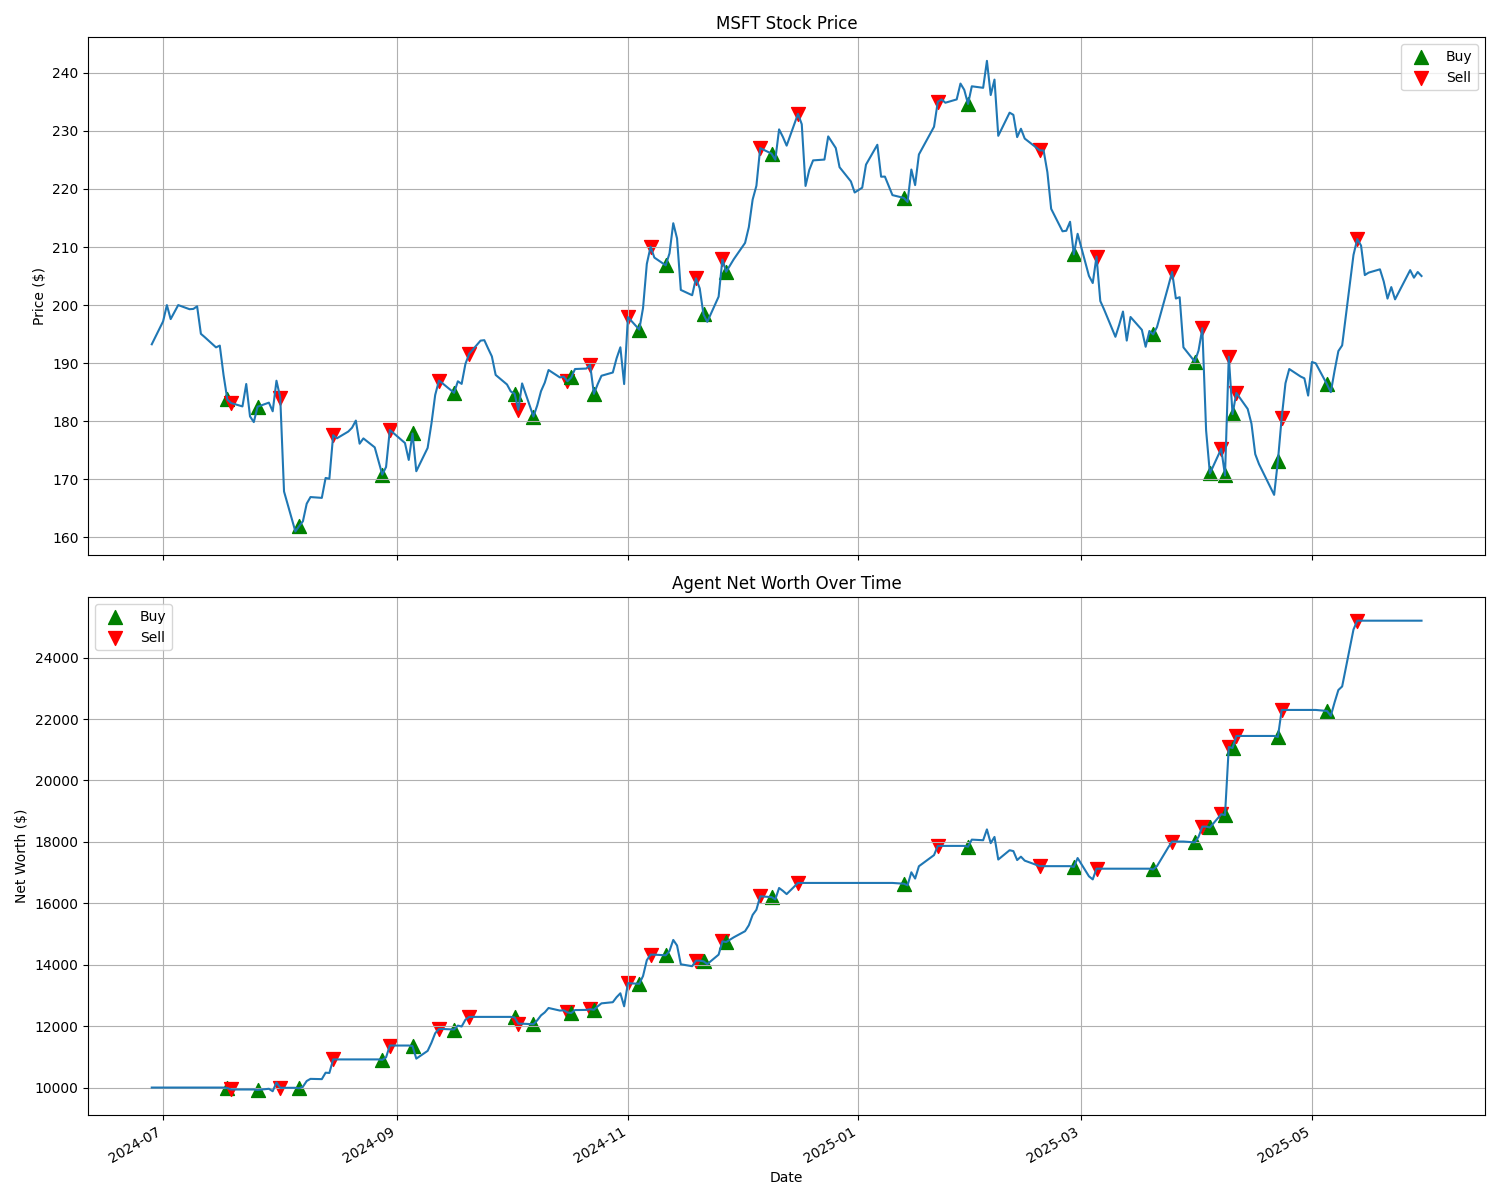 MSFT Stock Price
Buy
Sell
Price ($)
240
230
220
210
200
190
180
170
160
Agent Net Worth Over Time
Buy
Sell
Net Worth ($)
24000
22000
20000
18000
16000
14000
12000
10000
2024-07
2024-09
2024-11
2025-01
2025-03
2025-05
Date